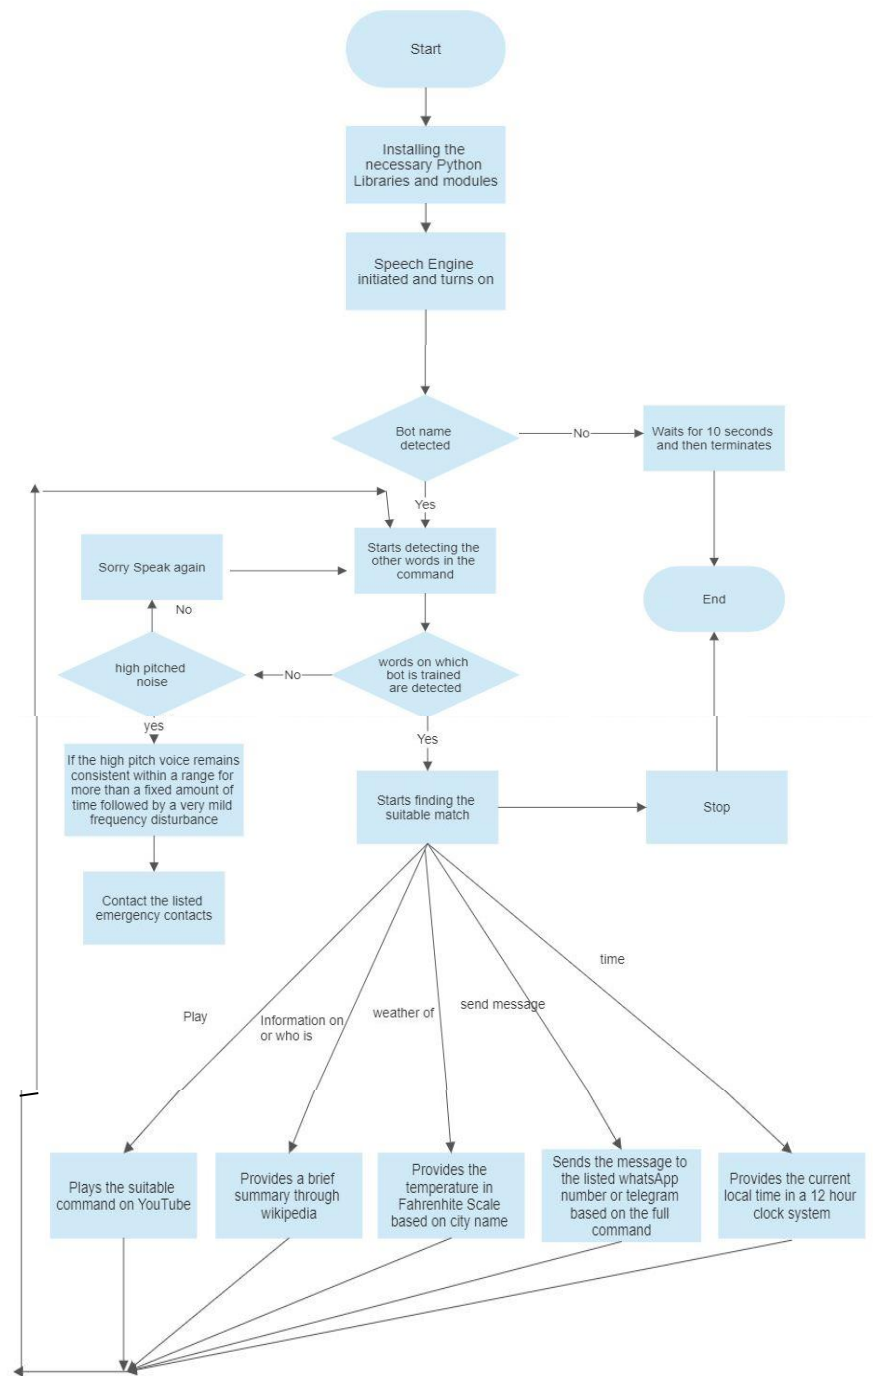 Start
Installing the
necessary Python
Libraries and modules
Speech Engine
initiated and turns on
Bot name
detected
No
Waits for 10 seconds
and then terminates
Yes
Starts detecting the
other words in the
command
Sorry Speak again
End
No
high pitched
noise
No
words on which
bot is trained
are detected
yes
Yes
If the high pitch voice remains
consistent within a range for
more than a fixed amount of
time followed by a very mild
frequency disturbance
Starts finding the
suitable match
Stop
Contact the listed
emergency contacts
time
Play
Information on
or who is
weather of
send message
Plays the suitable
command on YouTube
Provides a brief
summary through
wikipedia
Provides the
temperature in
Fahrenhite Scale
based on city name
Sends the message to
the listed whatsApp
number or telegram
based on the full
command
Provides the current
local time in a 12 hour
clock system